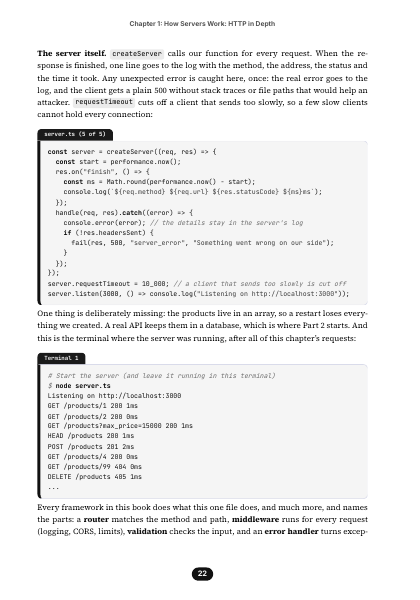 Chapter 1: How Servers Work: HTTP in Depth
The server itself. createServer calls our function for every request. When the re-
sponse is finished, one line goes to the log with the method, the address, the status and
the time it took. Any unexpected error is caught here, once: the real error goes to the
log, and the client gets a plain 500 without stack traces or file paths that would help an
attacker. requestTimeout cuts off a client that sends too slowly, so a few slow clients
cannot hold every connection:
server.ts (5 of 5)
const server = createServer((req, res) => {
  const start = performance.now();
  res.on("finish", () => {
    const ms = Math.round(performance.now() - start);
    console.log(`${req.method} ${req.url} ${res.statusCode} ${ms}ms`);
  });
  handle(req, res).catch((error) => {
    console.error(error); // the details stay in the server's log
    if (!res.headersSent) {
      fail(res, 500, "server_error", "Something went wrong on our side");
    }
  });
});
server.requestTimeout = 10_000; // a client that sends too slowly is cut off
server.listen(3000, () => console.log("Listening on http://localhost:3000"));
One thing is deliberately missing: the products live in an array, so a restart loses every-
thing we created. A real API keeps them in a database, which is where Part 2 starts. And
this is the terminal where the server was running, after all of this chapter's requests:
Terminal 1
# Start the server (and leave it running in this terminal)
$ node server.ts
Listening on http://localhost:3000
GET /products/1 200 1ms
GET /products/2 200 0ms
GET /products?max_price=15000 200 1ms
HEAD /products 200 1ms
POST /products 201 2ms
GET /products/4 200 0ms
GET /products/99 404 0ms
DELETE /products 405 1ms
...
Every framework in this book does what this one file does, and much more, and names
the parts: a router matches the method and path, middleware runs for every request
(logging, CORS, limits), validation checks the input, and an error handler turns excep-
22